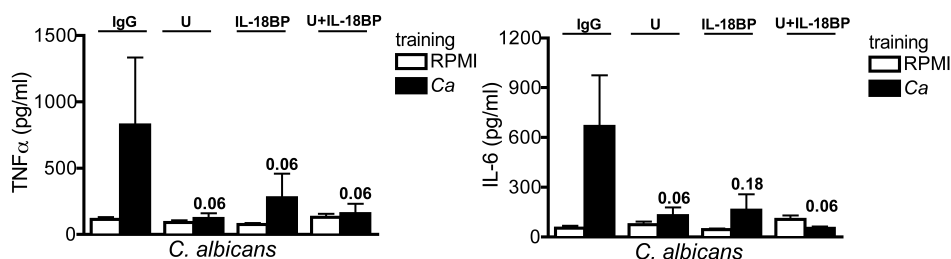 IgG U IL-18BP U+IL-18BP
training
RPMI
Ca
TNFα (pg/ml)
1500
1000
500
0
0.06
0.06
0.06
C. albicans
IgG U IL-18BP U+IL-18BP
training
RPMI
Ca
IL-6 (pg/ml)
1200
900
600
300
0
0.06
0.18
0.06
C. albicans